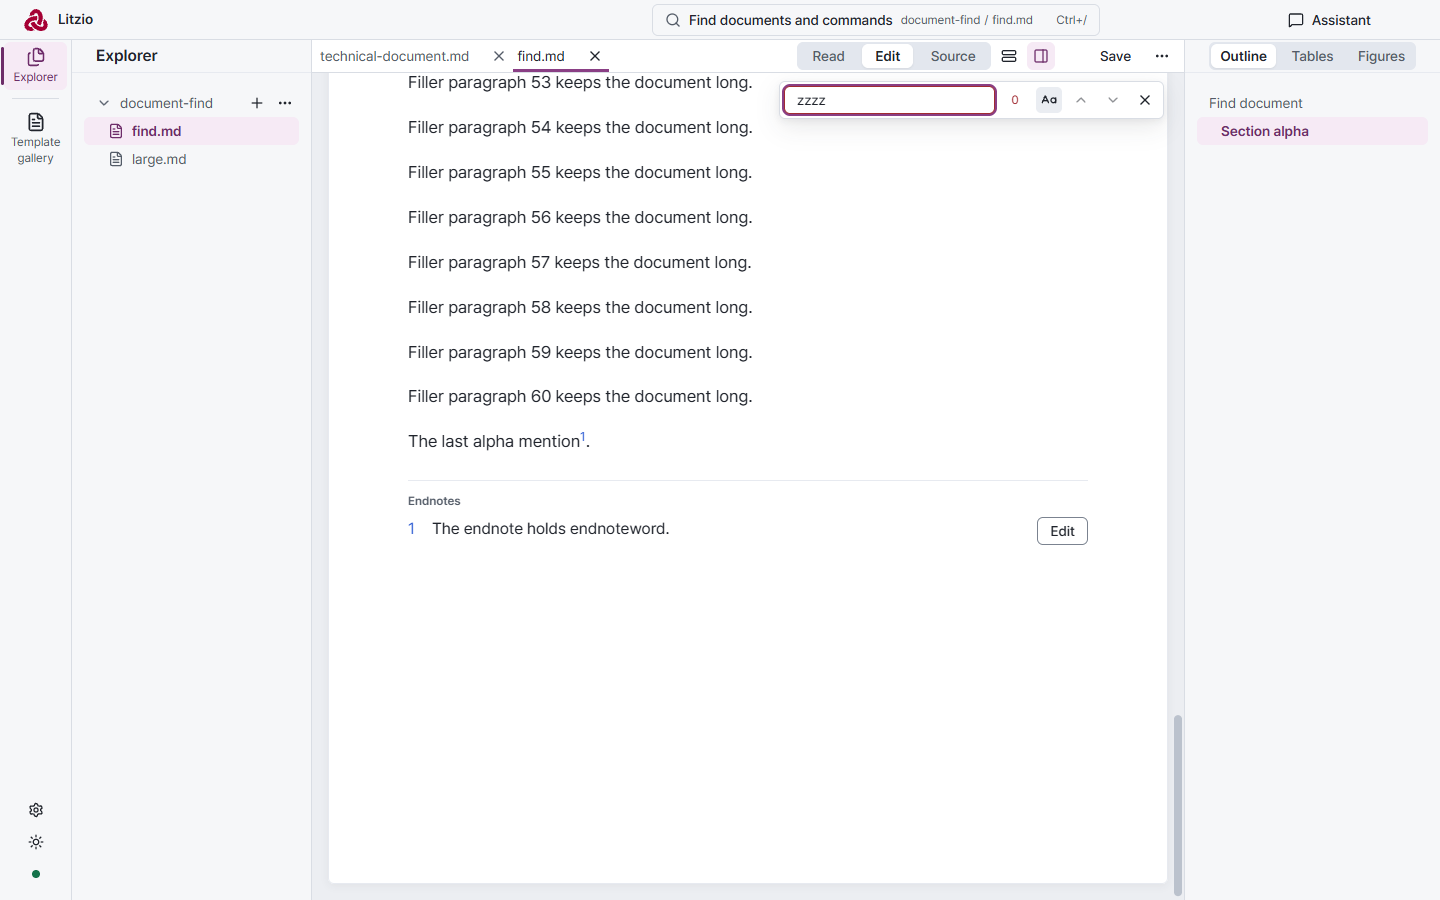 Litzio
Find documents and commands document-find / find.md Ctrl+/
Assistant
Explorer
Template
gallery
Explorer
document-find
find.md
large.md
technical-document.md
find.md
Read Edit Source
Save
zzzz
0
Aa
Filler paragraph 53 keeps the document long.
Filler paragraph 54 keeps the document long.
Filler paragraph 55 keeps the document long.
Filler paragraph 56 keeps the document long.
Filler paragraph 57 keeps the document long.
Filler paragraph 58 keeps the document long.
Filler paragraph 59 keeps the document long.
Filler paragraph 60 keeps the document long.
The last alpha mention1.
Endnotes
1 The endnote holds endnoteword.
Edit
Outline Tables Figures
Find document
Section alpha